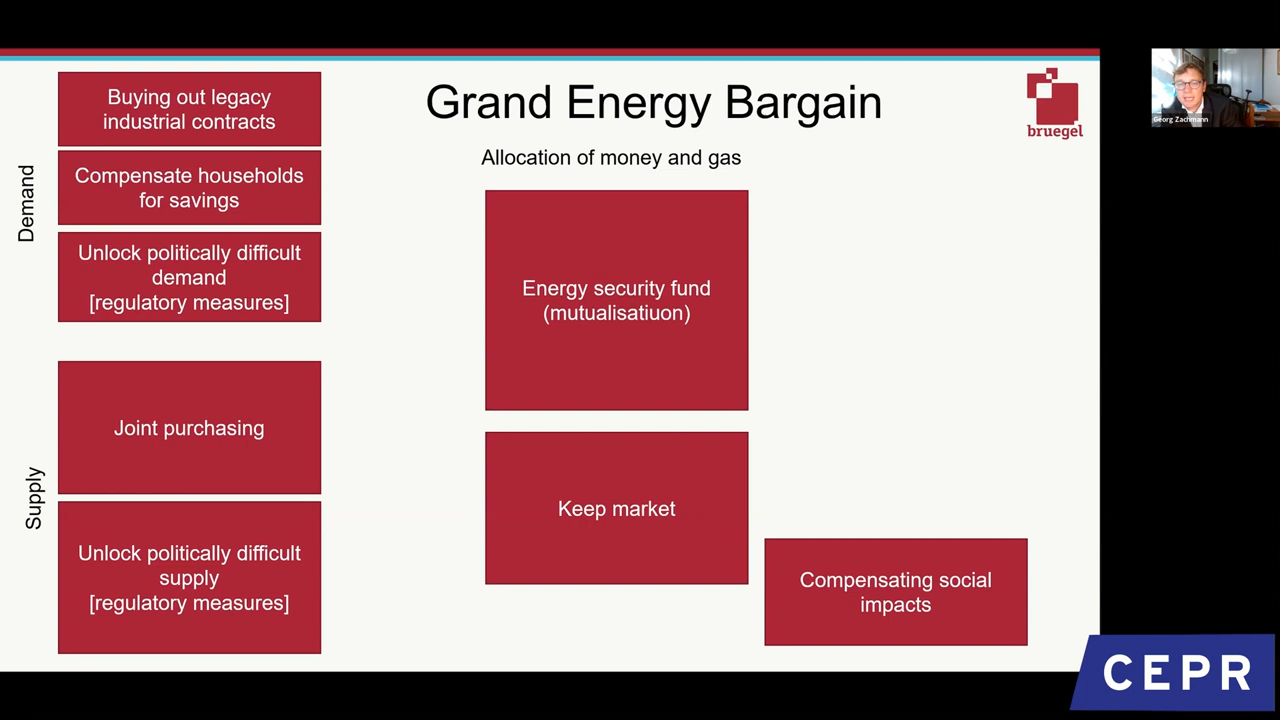 Grand Energy Bargain
bruegel
Georg Zachmann
Allocation of money and gas
Demand
Buying out legacy
industrial contracts
Compensate households
for savings
Unlock politically difficult
demand
[regulatory measures]
Supply
Joint purchasing
Unlock politically difficult
supply
[regulatory measures]
Energy security fund
(mutualisatiuon)
Keep market
Compensating social
impacts
CEPR